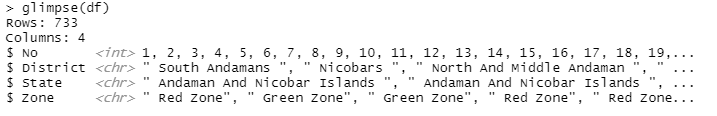 > glimpse(df)
Rows: 733
Columns: 4
$ No       <int> 1, 2, 3, 4, 5, 6, 7, 8, 9, 10, 11, 12, 13, 14, 15, 16, 17, 18, 19,...
$ District <chr> " South Andamans ", " Nicobars ", " North And Middle Andaman ", " ...
$ State    <chr> " Andaman And Nicobar Islands ", " Andaman And Nicobar Islands ", ...
$ Zone     <chr> " Red Zone", " Green Zone", " Green Zone", " Red Zone", " Red Zone...